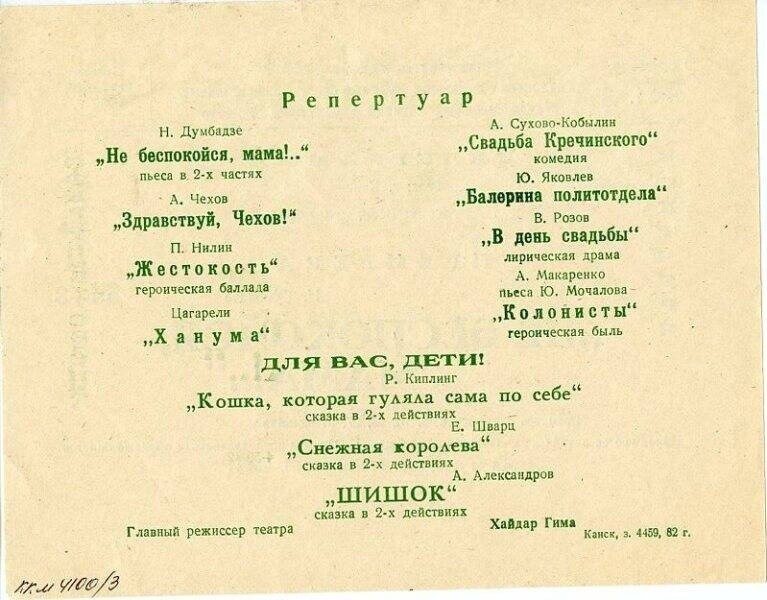 Репертуар
Н. Думбадзе
„Не беспокойся, мама!..“
пьеса в 2-х частях
А. Чехов
„Здравствуй, Чехов!“
П. Нилин
„Жестокость“
героическая баллада
Цагарели
„Ханума“
А. Сухово-Кобылин
„Свадьба Кречинского“
комедия
Ю. Яковлев
„Балерина политотдела“
В. Розов
„В день свадьбы“
лирическая драма
А. Макаренко
пьеса Ю. Мочалова
„Колонисты“
героическая быль
ДЛЯ ВАС, ДЕТИ!
Р. Киплинг
„Кошка, которая гуляла сама по себе“
сказка в 2-х действиях
Е. Шварц
„Снежная королева“
сказка в 2-х действиях
А. Александров
„ШИШОК“
сказка в 2-х действиях
Главный режиссер театра Хайдар Гима
Канск, з. 4459, 82 г.
ККМ 4100/3